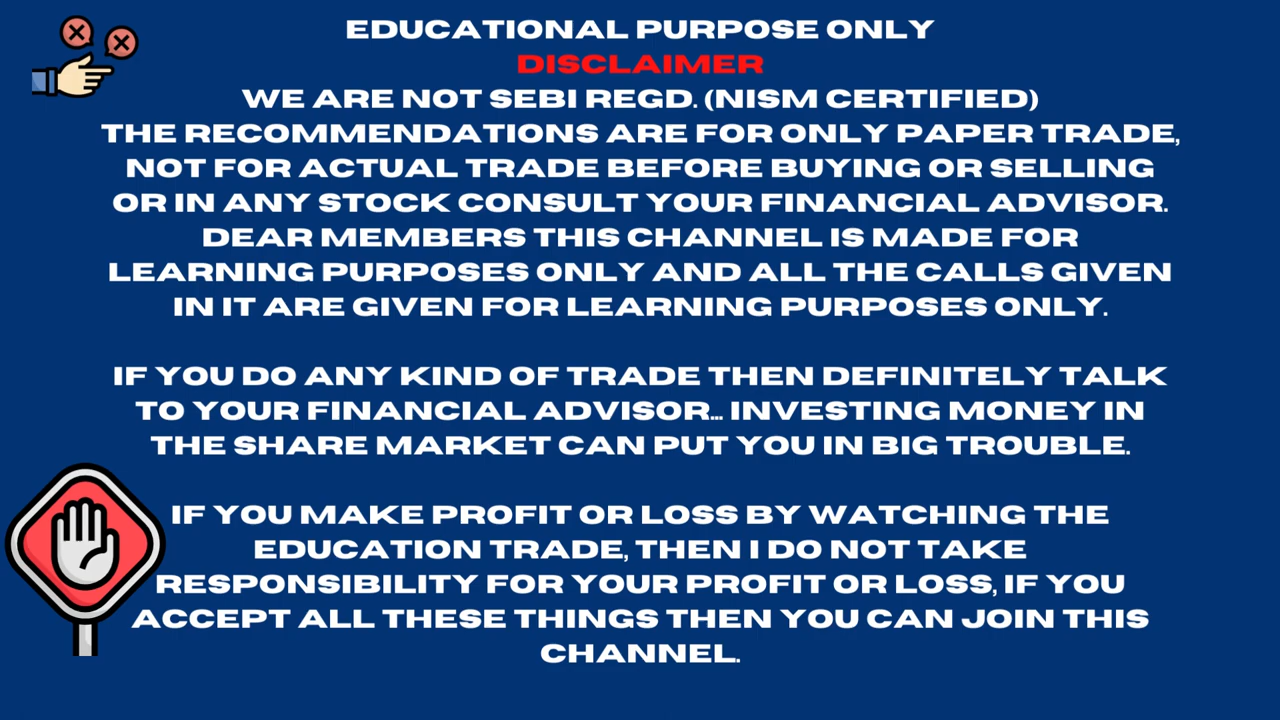 EDUCATIONAL PURPOSE ONLY
DISCLAIMER
WE ARE NOT SEBI REGD. (NISM CERTIFIED)
THE RECOMMENDATIONS ARE FOR ONLY PAPER TRADE,
NOT FOR ACTUAL TRADE BEFORE BUYING OR SELLING
OR IN ANY STOCK CONSULT YOUR FINANCIAL ADVISOR.
DEAR MEMBERS THIS CHANNEL IS MADE FOR
LEARNING PURPOSES ONLY AND ALL THE CALLS GIVEN
IN IT ARE GIVEN FOR LEARNING PURPOSES ONLY.
IF YOU DO ANY KIND OF TRADE THEN DEFINITELY TALK
TO YOUR FINANCIAL ADVISOR... INVESTING MONEY IN
THE SHARE MARKET CAN PUT YOU IN BIG TROUBLE.
IF YOU MAKE PROFIT OR LOSS BY WATCHING THE
EDUCATION TRADE, THEN I DO NOT TAKE
RESPONSIBILITY FOR YOUR PROFIT OR LOSS, IF YOU
ACCEPT ALL THESE THINGS THEN YOU CAN JOIN THIS
CHANNEL.